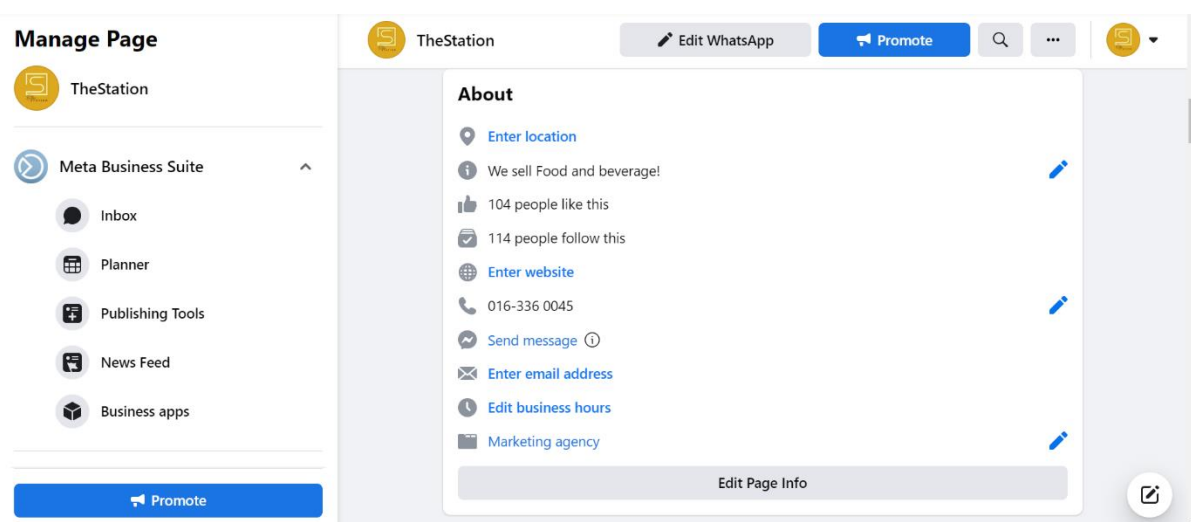 Manage Page
TheStation
Meta Business Suite
Inbox
Planner
Publishing Tools
News Feed
Business apps
Promote
TheStation
Edit WhatsApp
Promote
About
Enter location
We sell Food and beverage!
104 people like this
114 people follow this
Enter website
016-336 0045
Send message
Enter email address
Edit business hours
Marketing agency
Edit Page Info